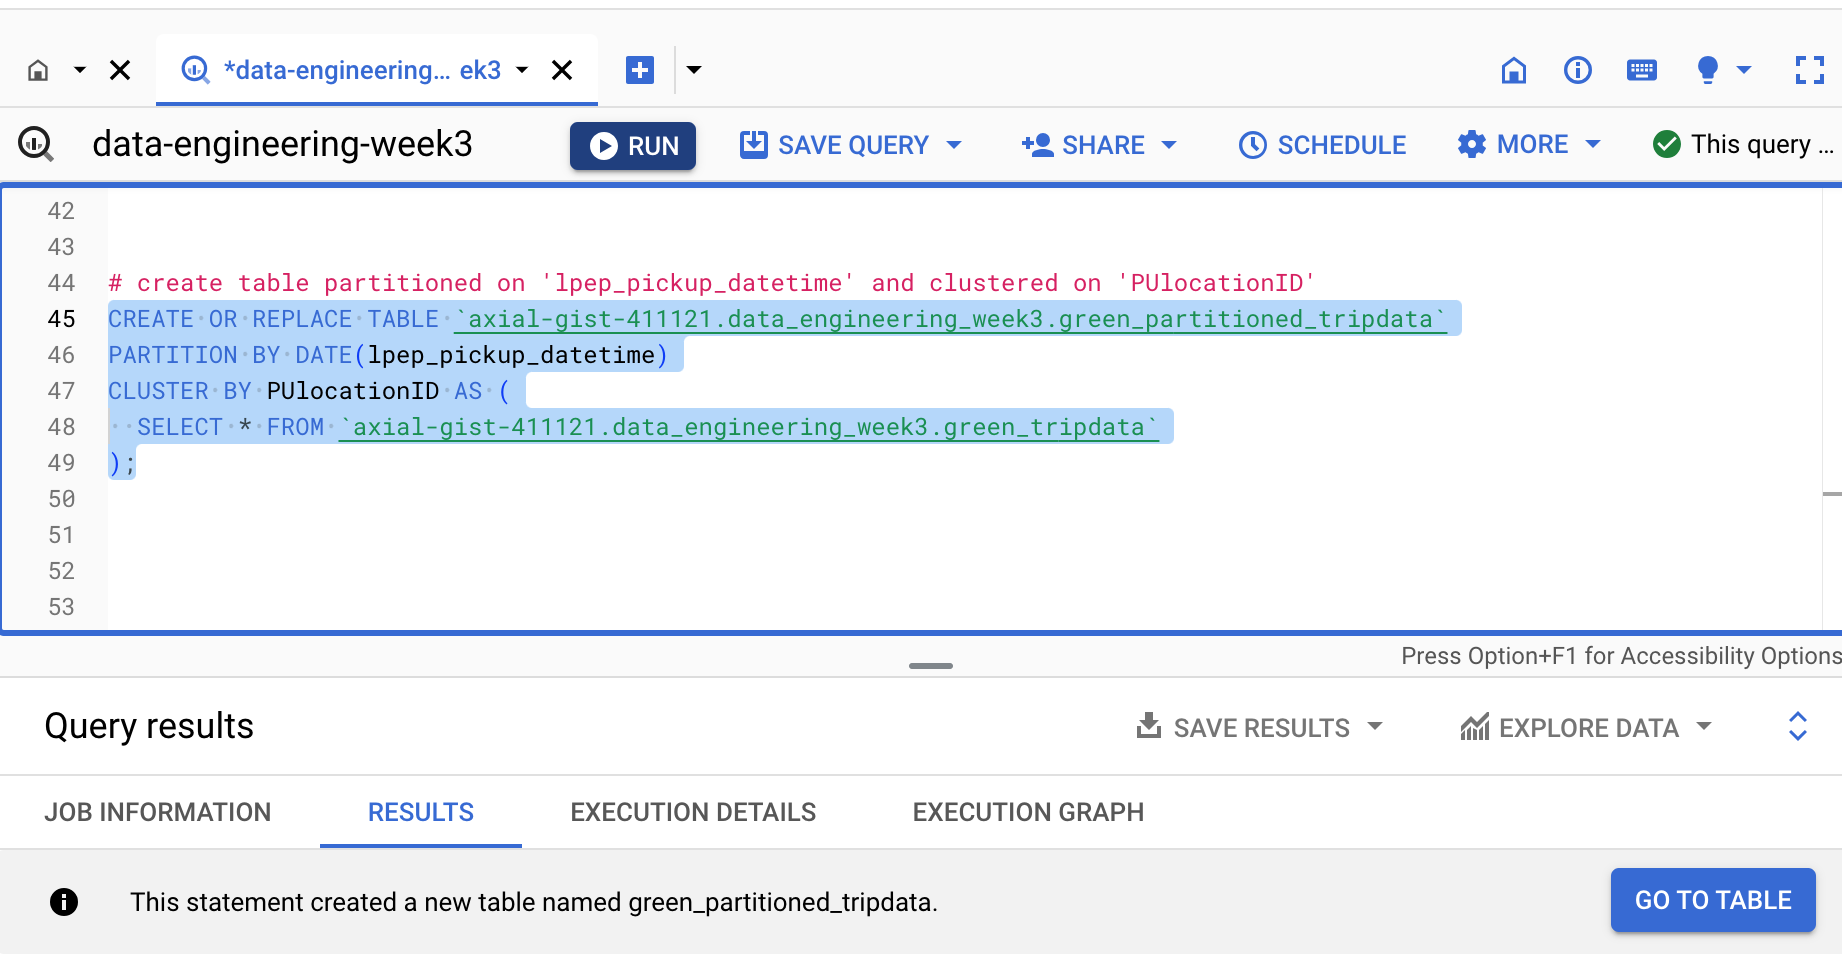 *data-engineering... ek3
data-engineering-week3
RUN
SAVE QUERY
SHARE
SCHEDULE
MORE
This query ...
42
43
44 # create table partitioned on 'lpep_pickup_datetime' and clustered on 'PUlocationID'
45 CREATE OR REPLACE TABLE `axial-gist-411121.data_engineering_week3.green_partitioned_tripdata`
46 PARTITION BY DATE(lpep_pickup_datetime)
47 CLUSTER BY PUlocationID AS (
48   SELECT * FROM `axial-gist-411121.data_engineering_week3.green_tripdata`
49 );
50
51
52
53
Press Option+F1 for Accessibility Options
Query results
SAVE RESULTS
EXPLORE DATA
JOB INFORMATION
RESULTS
EXECUTION DETAILS
EXECUTION GRAPH
This statement created a new table named green_partitioned_tripdata.
GO TO TABLE